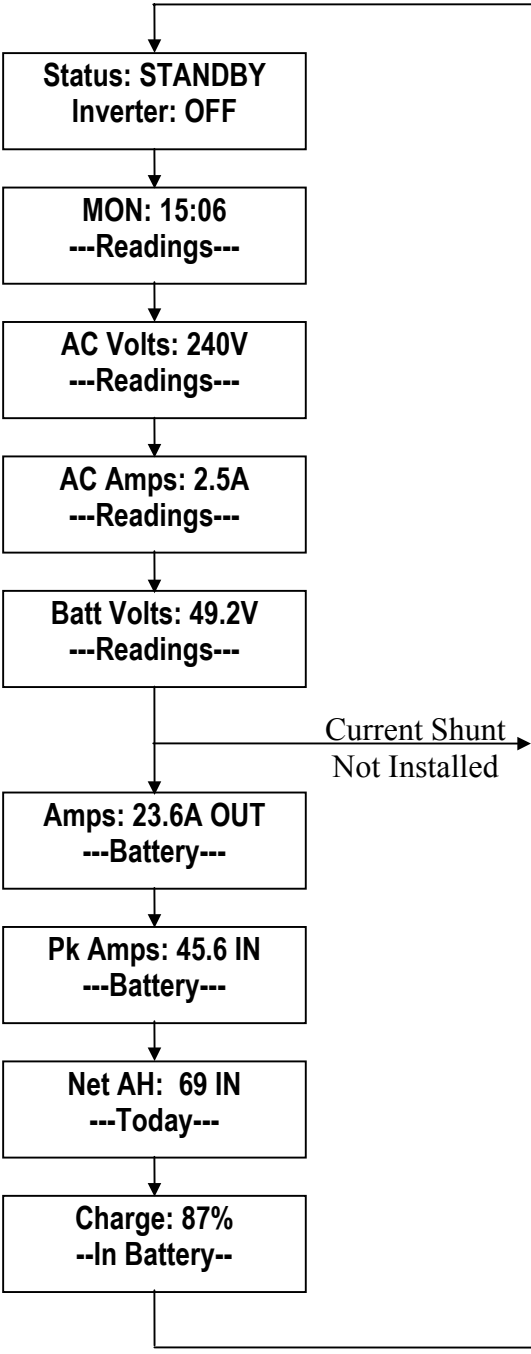 Status: STANDBY
Inverter: OFF
MON: 15:06
---Readings---
AC Volts: 240V
---Readings---
AC Amps: 2.5A
---Readings---
Batt Volts: 49.2V
---Readings---
Current Shunt
Not Installed
Amps: 23.6A OUT
---Battery---
Pk Amps: 45.6 IN
---Battery---
Net AH:  69 IN
---Today---
Charge: 87%
--In Battery--